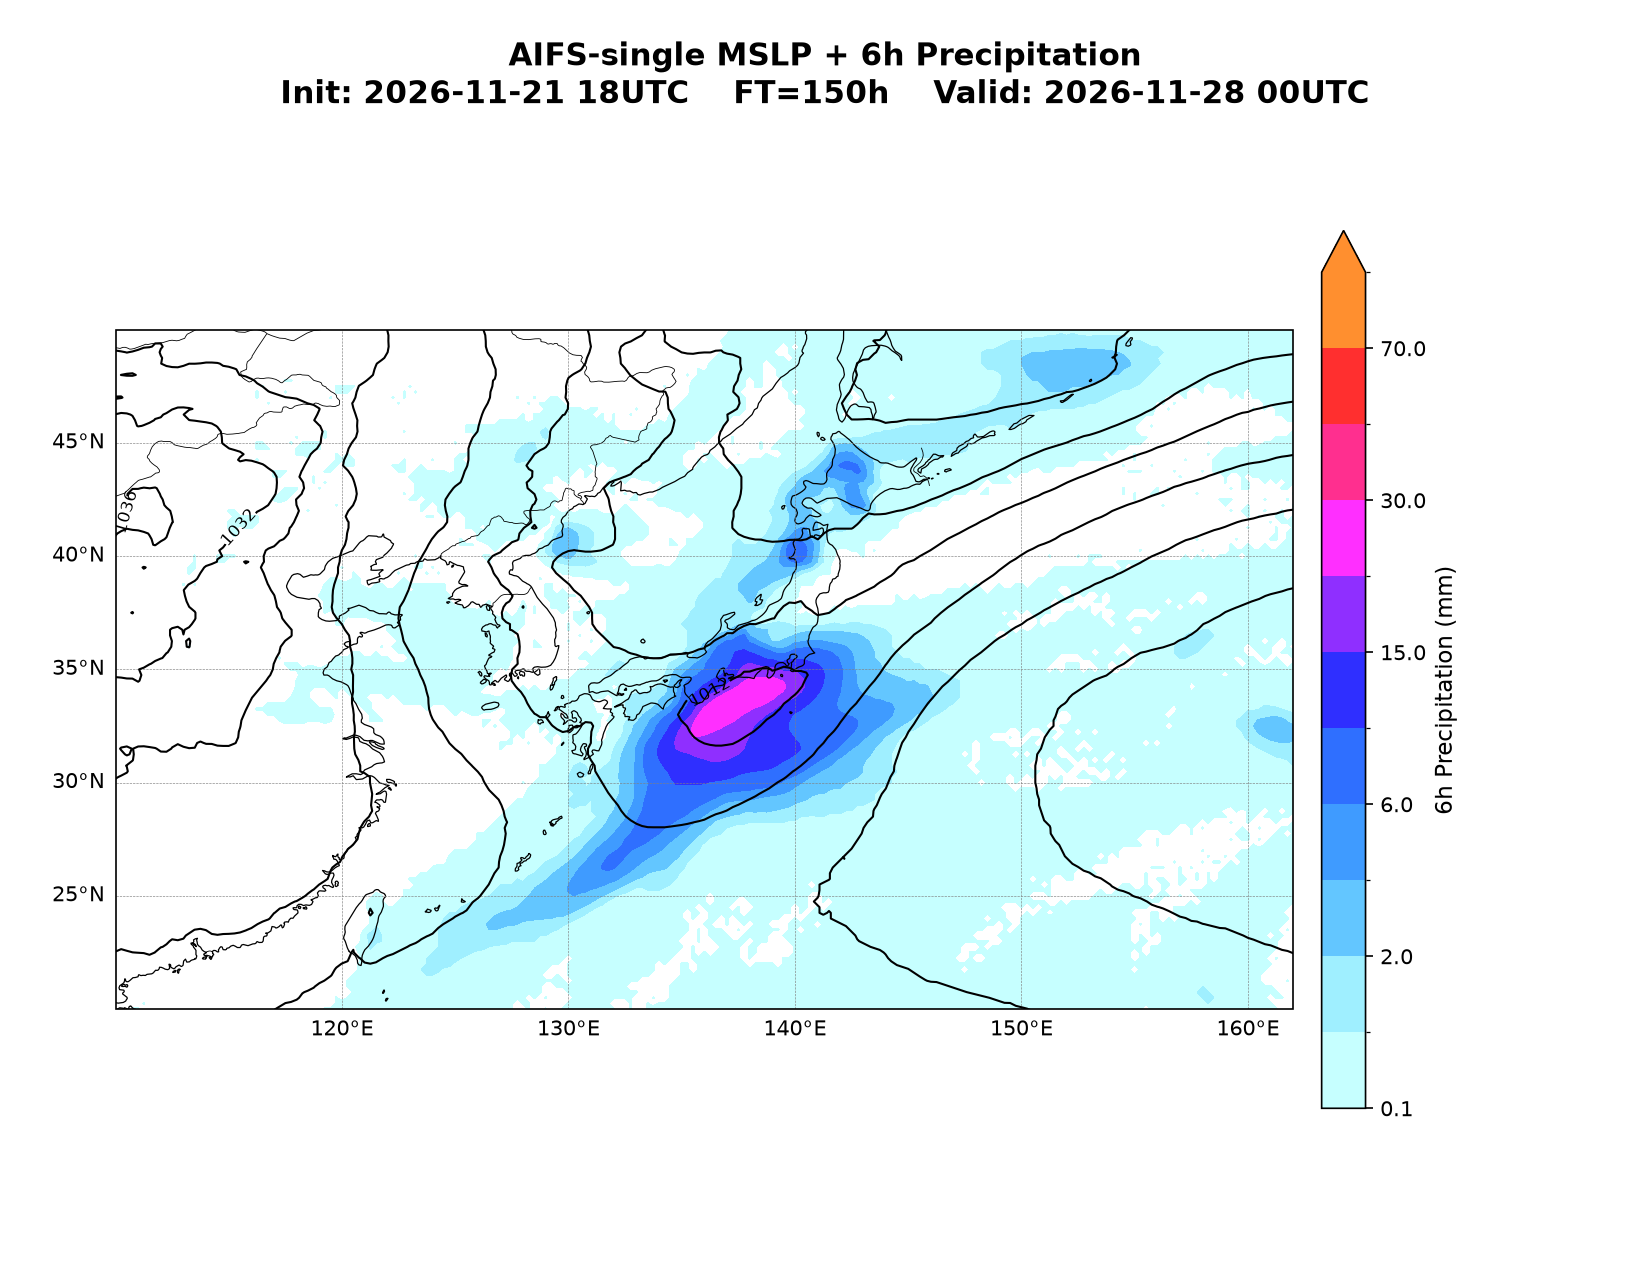 AIFS-single MSLP + 6h Precipitation
Init: 2026-11-21 18UTC    FT=150h    Valid: 2026-11-28 00UTC
70.0
30.0
15.0
6.0
2.0
0.1
6h Precipitation (mm)
45°N
40°N
35°N
30°N
25°N
1036
1032
1012
120°E
130°E
140°E
150°E
160°E